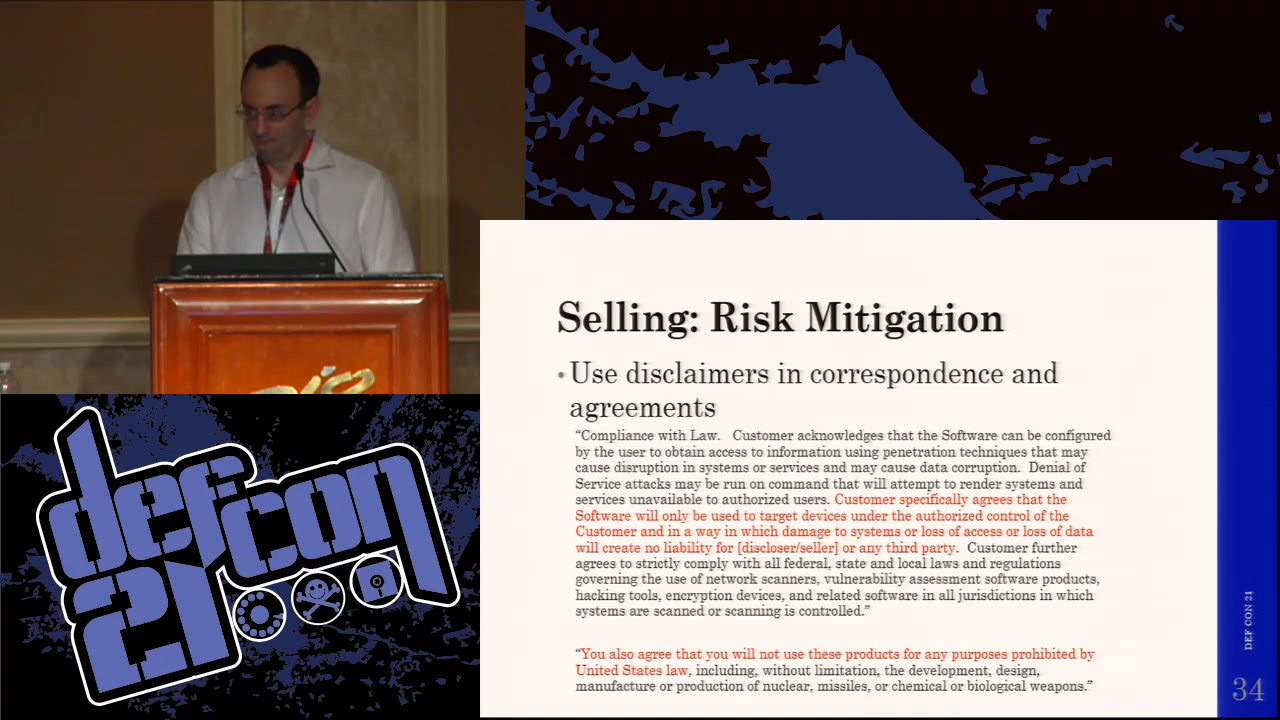 Selling: Risk Mitigation
• Use disclaimers in correspondence and
agreements
“Compliance with Law. Customer acknowledges that the Software can be configured
by the user to obtain access to information using penetration techniques that may
cause disruption in systems or services and may cause data corruption. Denial of
Service attacks may be run on command that will attempt to render systems and
services unavailable to authorized users. Customer specifically agrees that the
Software will only be used to target devices under the authorized control of the
Customer and in a way in which damage to systems or loss of access or loss of data
will create no liability for [discloser/seller] or any third party. Customer further
agrees to strictly comply with all federal, state and local laws and regulations
governing the use of network scanners, vulnerability assessment software products,
hacking tools, encryption devices, and related software in all jurisdictions in which
systems are scanned or scanning is controlled.”
“You also agree that you will not use these products for any purposes prohibited by
United States law, including, without limitation, the development, design,
manufacture or production of nuclear, missiles, or chemical or biological weapons.”
DEF CON 21
34
defcon
21